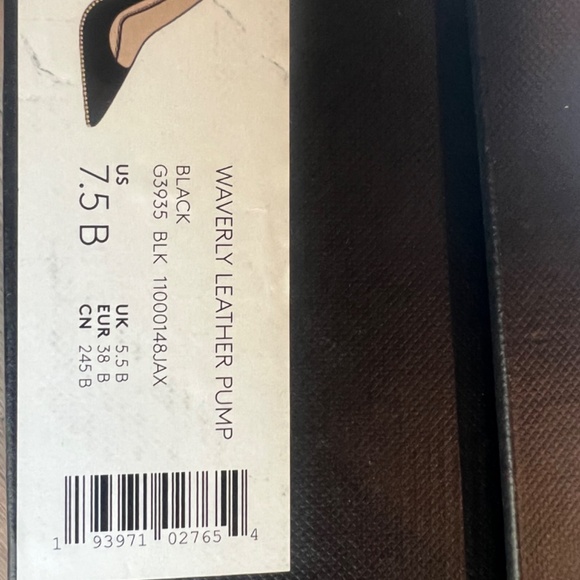 WAVERLY LEATHER PUMP
BLACK
G3935 BLK 11000148JAX
US
7.5 B
UK 5.5 B
EUR 38 B
CN 245 B
1 93971 02765 4